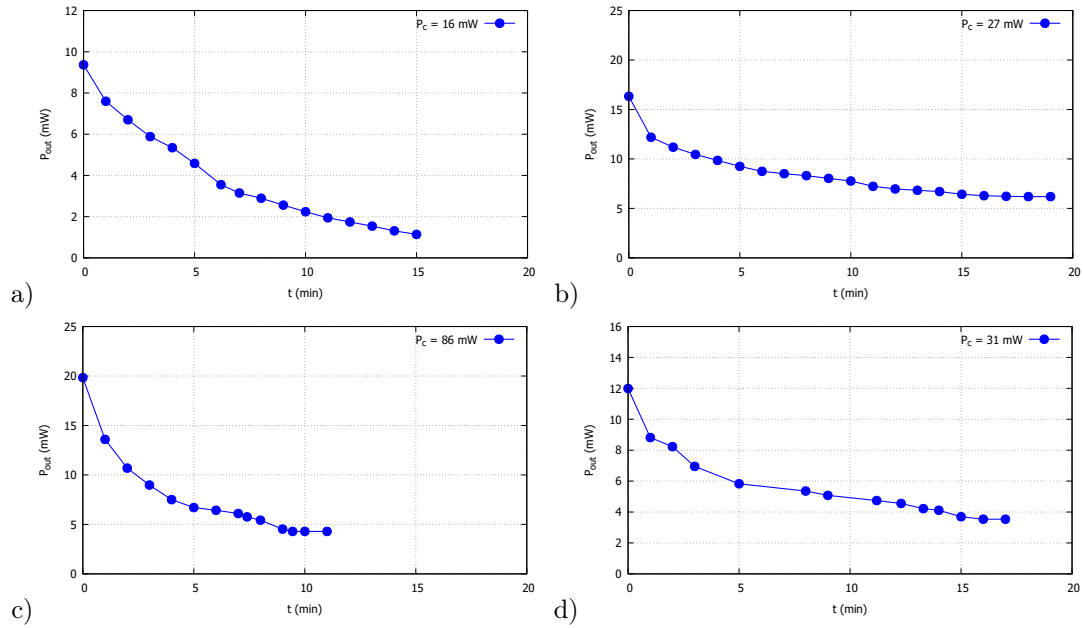 P_c = 16 mW
12
10
8
6
4
2
0
P_out (mW)
0 5 10 15 20
t (min)
a)
P_c = 27 mW
25
20
15
10
5
0
P_out (mW)
0 5 10 15 20
t (min)
b)
P_c = 86 mW
25
20
15
10
5
0
P_out (mW)
0 5 10 15 20
t (min)
c)
P_c = 31 mW
16
14
12
10
8
6
4
2
0
P_out (mW)
0 5 10 15 20
t (min)
d)